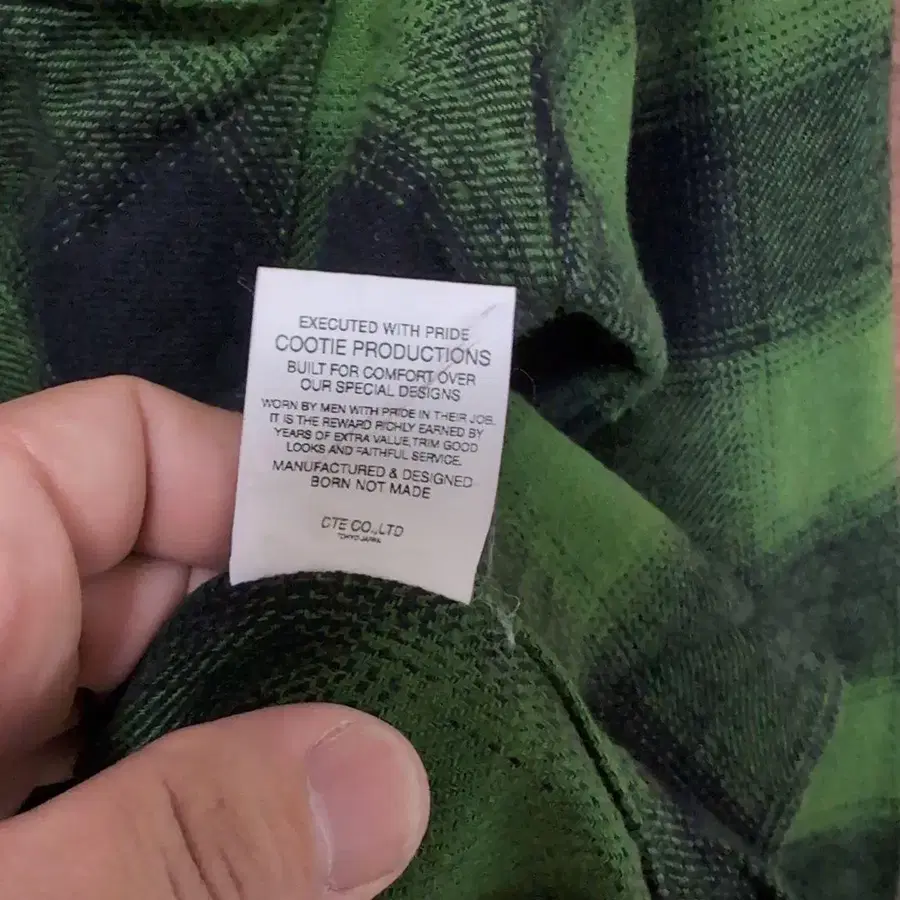 EXECUTED WITH PRIDE
COOTIE PRODUCTIONS
BUILT FOR COMFORT OVER
OUR SPECIAL DESIGNS
WORN BY MEN WITH PRIDE IN THEIR JOB.
IT IS THE REWARD RICHLY EARNED BY
YEARS OF EXTRA VALUE,TRIM GOOD
LOOKS AND FAITHFUL SERVICE.
MANUFACTURED & DESIGNED
BORN NOT MADE
CTE CO.,LTD
TOKYO JAPAN